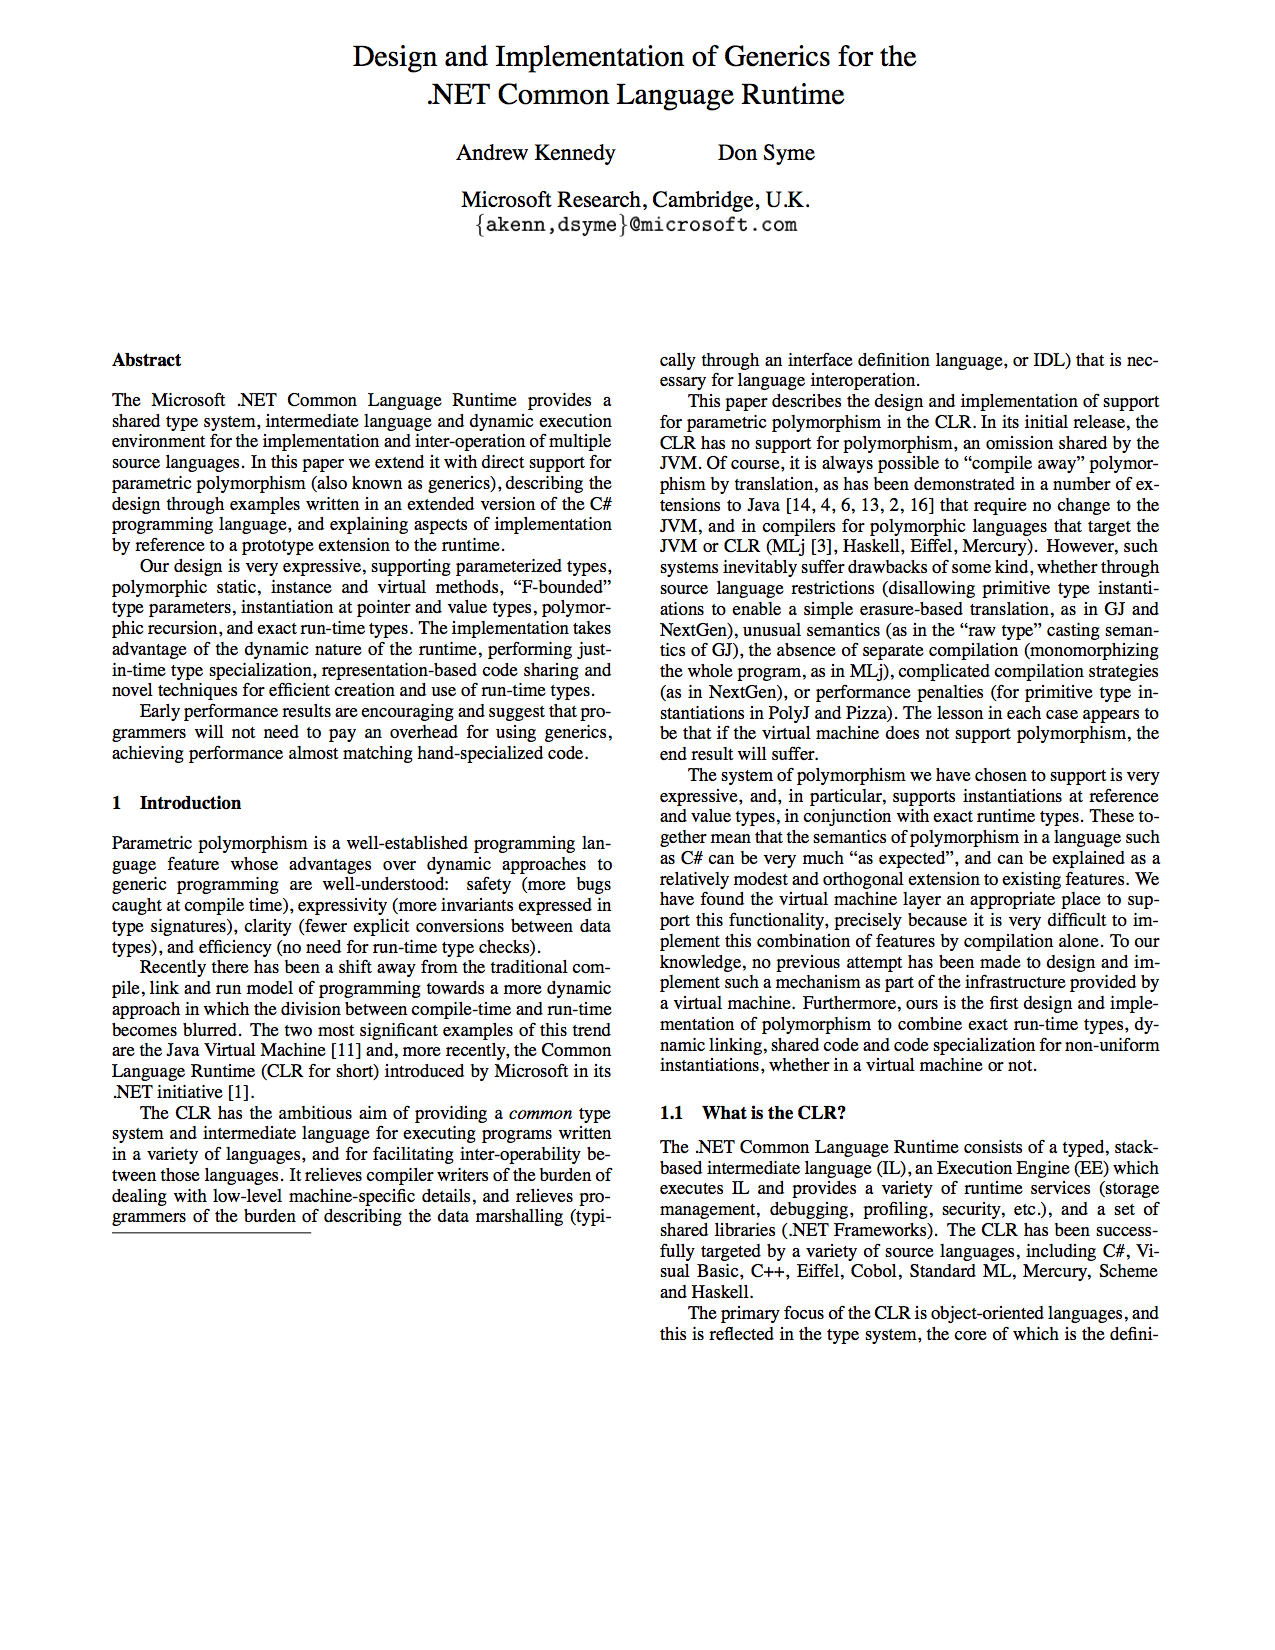 Design and Implementation of Generics for the
.NET Common Language Runtime
Andrew Kennedy Don Syme
Microsoft Research, Cambridge, U.K.
{akenn,dsyme}@microsoft.com
Abstract
The Microsoft .NET Common Language Runtime provides a
shared type system, intermediate language and dynamic execution
environment for the implementation and inter-operation of multiple
source languages. In this paper we extend it with direct support for
parametric polymorphism (also known as generics), describing the
design through examples written in an extended version of the C#
programming language, and explaining aspects of implementation
by reference to a prototype extension to the runtime.
Our design is very expressive, supporting parameterized types,
polymorphic static, instance and virtual methods, “F-bounded”
type parameters, instantiation at pointer and value types, polymor-
phic recursion, and exact run-time types. The implementation takes
advantage of the dynamic nature of the runtime, performing just-
in-time type specialization, representation-based code sharing and
novel techniques for efficient creation and use of run-time types.
Early performance results are encouraging and suggest that pro-
grammers will not need to pay an overhead for using generics,
achieving performance almost matching hand-specialized code.
1 Introduction
Parametric polymorphism is a well-established programming lan-
guage feature whose advantages over dynamic approaches to
generic programming are well-understood: safety (more bugs
caught at compile time), expressivity (more invariants expressed in
type signatures), clarity (fewer explicit conversions between data
types), and efficiency (no need for run-time type checks).
Recently there has been a shift away from the traditional com-
pile, link and run model of programming towards a more dynamic
approach in which the division between compile-time and run-time
becomes blurred. The two most significant examples of this trend
are the Java Virtual Machine [11] and, more recently, the Common
Language Runtime (CLR for short) introduced by Microsoft in its
.NET initiative [1].
The CLR has the ambitious aim of providing a common type
system and intermediate language for executing programs written
in a variety of languages, and for facilitating inter-operability be-
tween those languages. It relieves compiler writers of the burden of
dealing with low-level machine-specific details, and relieves pro-
grammers of the burden of describing the data marshalling (typi-
cally through an interface definition language, or IDL) that is nec-
essary for language interoperation.
This paper describes the design and implementation of support
for parametric polymorphism in the CLR. In its initial release, the
CLR has no support for polymorphism, an omission shared by the
JVM. Of course, it is always possible to “compile away” polymor-
phism by translation, as has been demonstrated in a number of ex-
tensions to Java [14, 4, 6, 13, 2, 16] that require no change to the
JVM, and in compilers for polymorphic languages that target the
JVM or CLR (MLj [3], Haskell, Eiffel, Mercury). However, such
systems inevitably suffer drawbacks of some kind, whether through
source language restrictions (disallowing primitive type instanti-
ations to enable a simple erasure-based translation, as in GJ and
NextGen), unusual semantics (as in the “raw type” casting seman-
tics of GJ), the absence of separate compilation (monomorphizing
the whole program, as in MLj), complicated compilation strategies
(as in NextGen), or performance penalties (for primitive type in-
stantiations in PolyJ and Pizza). The lesson in each case appears to
be that if the virtual machine does not support polymorphism, the
end result will suffer.
The system of polymorphism we have chosen to support is very
expressive, and, in particular, supports instantiations at reference
and value types, in conjunction with exact runtime types. These to-
gether mean that the semantics of polymorphism in a language such
as C# can be very much “as expected”, and can be explained as a
relatively modest and orthogonal extension to existing features. We
have found the virtual machine layer an appropriate place to sup-
port this functionality, precisely because it is very difficult to im-
plement this combination of features by compilation alone. To our
knowledge, no previous attempt has been made to design and im-
plement such a mechanism as part of the infrastructure provided by
a virtual machine. Furthermore, ours is the first design and imple-
mentation of polymorphism to combine exact run-time types, dy-
namic linking, shared code and code specialization for non-uniform
instantiations, whether in a virtual machine or not.
1.1 What is the CLR?
The .NET Common Language Runtime consists of a typed, stack-
based intermediate language (IL), an Execution Engine (EE) which
executes IL and provides a variety of runtime services (storage
management, debugging, profiling, security, etc.), and a set of
shared libraries (.NET Frameworks). The CLR has been success-
fully targeted by a variety of source languages, including C#, Vi-
sual Basic, C++, Eiffel, Cobol, Standard ML, Mercury, Scheme
and Haskell.
The primary focus of the CLR is object-oriented languages, and
this is reflected in the type system, the core of which is the defini-